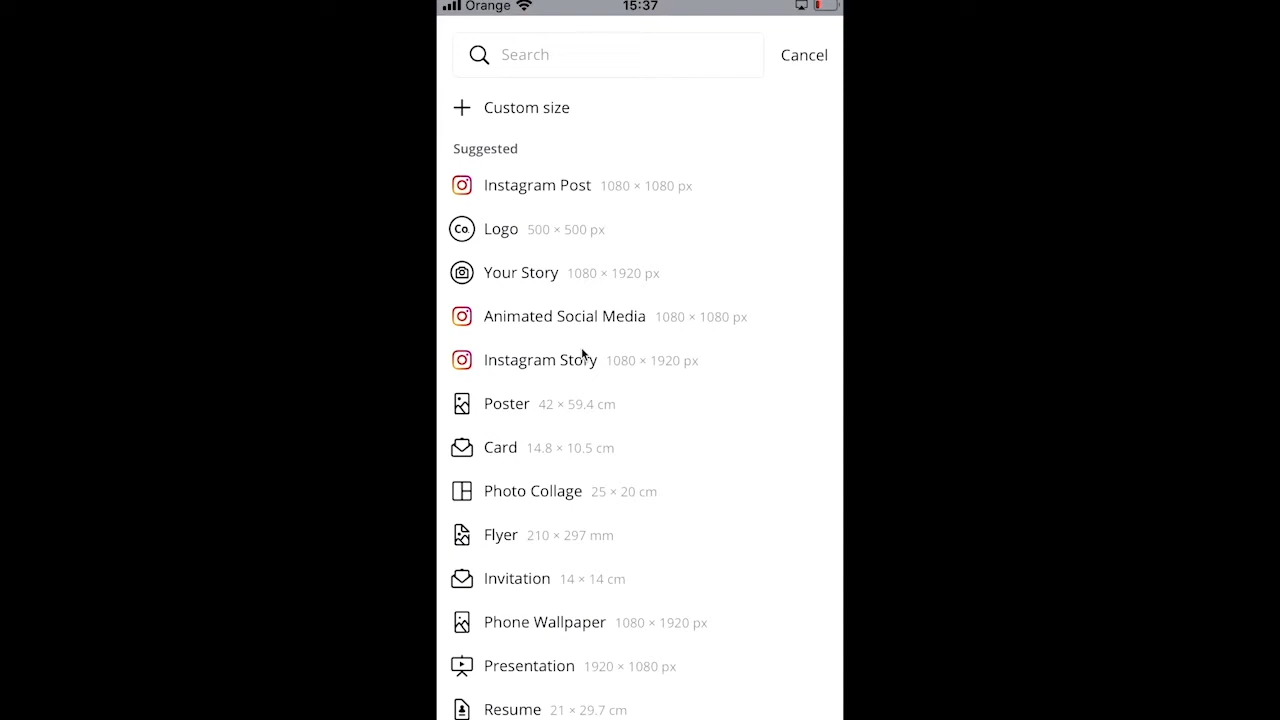 Orange 15:37
Search Cancel
Custom size
Suggested
Instagram Post 1080 × 1080 px
Co. Logo 500 × 500 px
Your Story 1080 × 1920 px
Animated Social Media 1080 × 1080 px
Instagram Story 1080 × 1920 px
Poster 42 × 59.4 cm
Card 14.8 × 10.5 cm
Photo Collage 25 × 20 cm
Flyer 210 × 297 mm
Invitation 14 × 14 cm
Phone Wallpaper 1080 × 1920 px
Presentation 1920 × 1080 px
Resume 21 × 29.7 cm